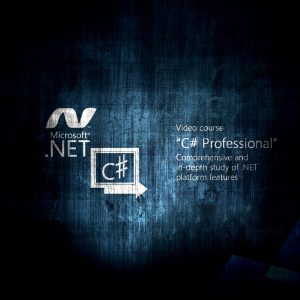 Microsoft®
.NET
C#
Video course
"C# Professional"
Comprehensive and
in-depth study of .NET
platform features